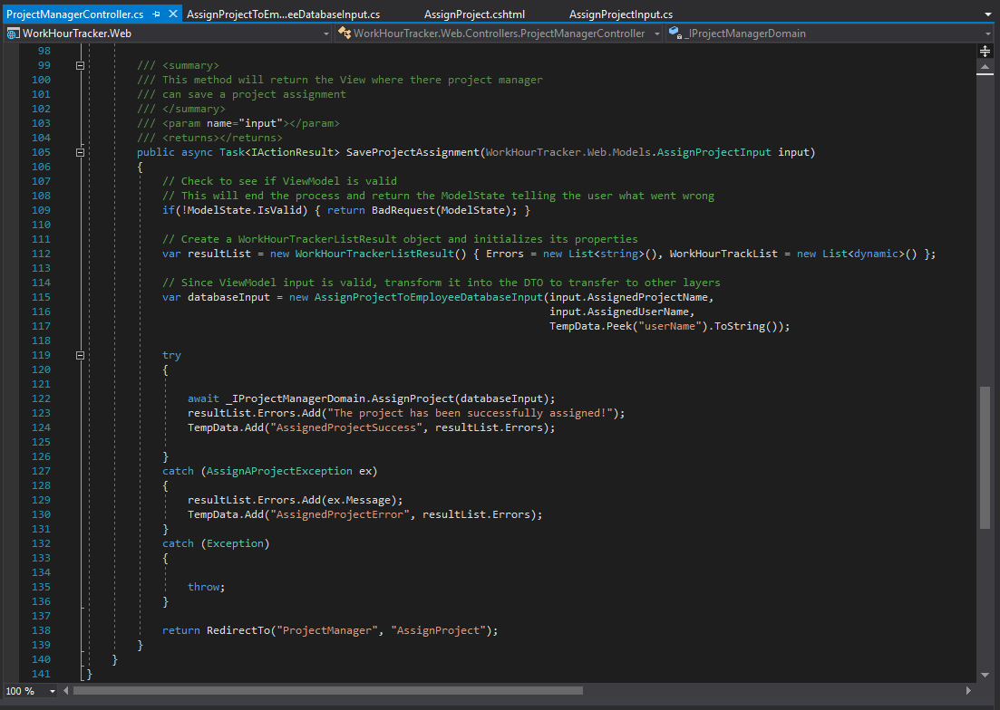 ProjectManagerController.cs
AssignProjectToEm...eeDatabaseInput.cs
AssignProject.cshtml
AssignProjectInput.cs
WorkHourTracker.Web
WorkHourTracker.Web.Controllers.ProjectManagerController
_IProjectManagerDomain
98
99 /// <summary>
100 /// This method will return the View where there project manager
101 /// can save a project assignment
102 /// </summary>
103 /// <param name="input"></param>
104 /// <returns></returns>
105 public async Task<IActionResult> SaveProjectAssignment(WorkHourTracker.Web.Models.AssignProjectInput input)
106 {
107 // Check to see if ViewModel is valid
108 // This will end the process and return the ModelState telling the user what went wrong
109 if(!ModelState.IsValid) { return BadRequest(ModelState); }
110
111 // Create a WorkHourTrackerListResult object and initializes its properties
112 var resultList = new WorkHourTrackerListResult() { Errors = new List<string>(), WorkHourTrackList = new List<dynamic>() };
113
114 // Since ViewModel input is valid, transform it into the DTO to transfer to other layers
115 var databaseInput = new AssignProjectToEmployeeDatabaseInput(input.AssignedProjectName,
116 input.AssignedUserName,
117 TempData.Peek("userName").ToString());
118
119 try
120 {
121
122 await _IProjectManagerDomain.AssignProject(databaseInput);
123 resultList.Errors.Add("The project has been successfully assigned!");
124 TempData.Add("AssignedProjectSuccess", resultList.Errors);
125
126 }
127 catch (AssignAProjectException ex)
128 {
129 resultList.Errors.Add(ex.Message);
130 TempData.Add("AssignedProjectError", resultList.Errors);
131 }
132 catch (Exception)
133 {
134
135 throw;
136 }
137
138 return RedirectTo("ProjectManager", "AssignProject");
139 }
140 }
141 }
100 %